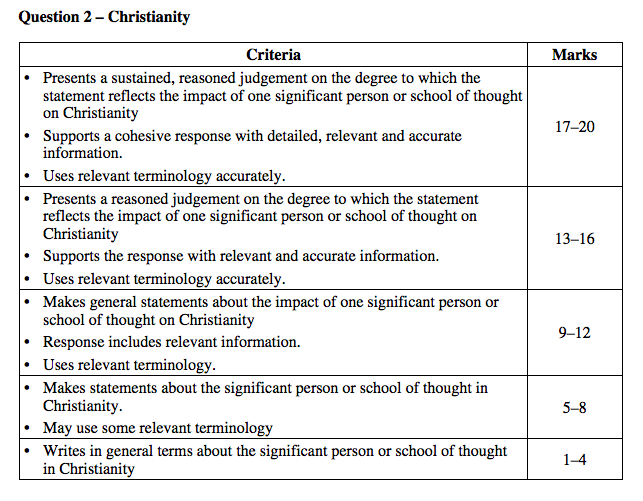 Question 2 – Christianity
Criteria
Marks
• Presents a sustained, reasoned judgement on the degree to which the
statement reflects the impact of one significant person or school of thought
on Christianity
• Supports a cohesive response with detailed, relevant and accurate
information.
• Uses relevant terminology accurately.
17–20
• Presents a reasoned judgement on the degree to which the statement
reflects the impact of one significant person or school of thought on
Christianity
• Supports the response with relevant and accurate information.
• Uses relevant terminology accurately.
13–16
• Makes general statements about the impact of one significant person or
school of thought on Christianity
• Response includes relevant information.
• Uses relevant terminology.
9–12
• Makes statements about the significant person or school of thought in
Christianity.
• May use some relevant terminology
5–8
• Writes in general terms about the significant person or school of thought
in Christianity
1–4